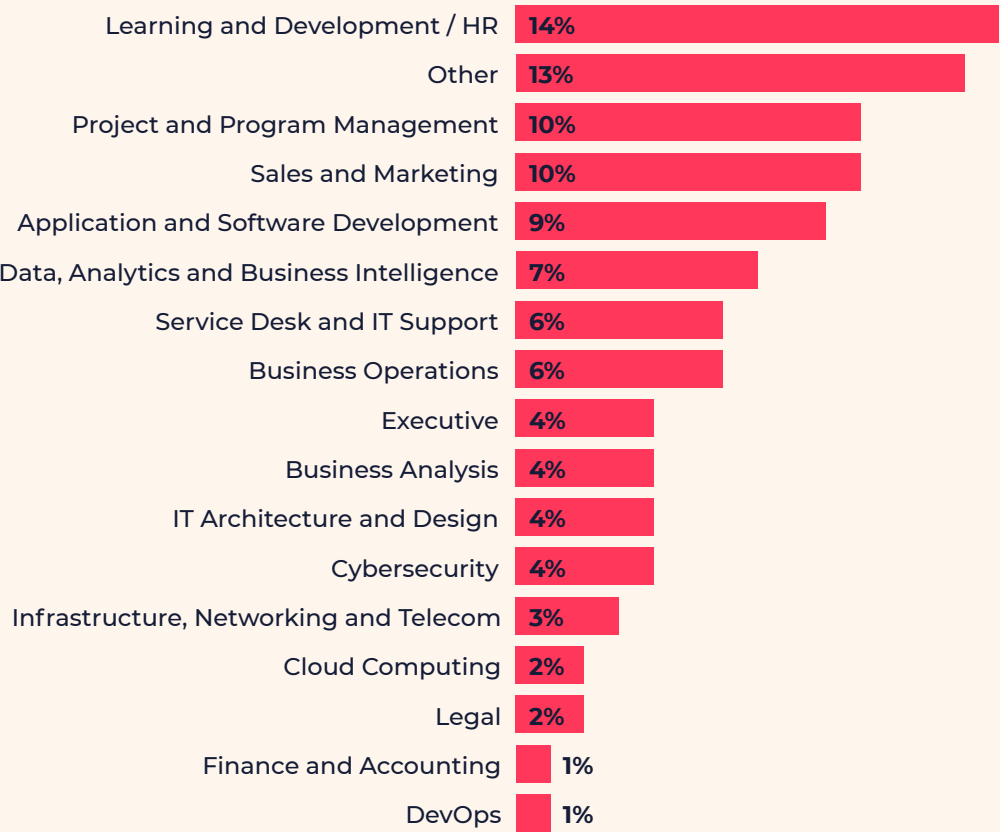 Learning and Development / HR 14%
Other 13%
Project and Program Management 10%
Sales and Marketing 10%
Application and Software Development 9%
Data, Analytics and Business Intelligence 7%
Service Desk and IT Support 6%
Business Operations 6%
Executive 4%
Business Analysis 4%
IT Architecture and Design 4%
Cybersecurity 4%
Infrastructure, Networking and Telecom 3%
Cloud Computing 2%
Legal 2%
Finance and Accounting 1%
DevOps 1%